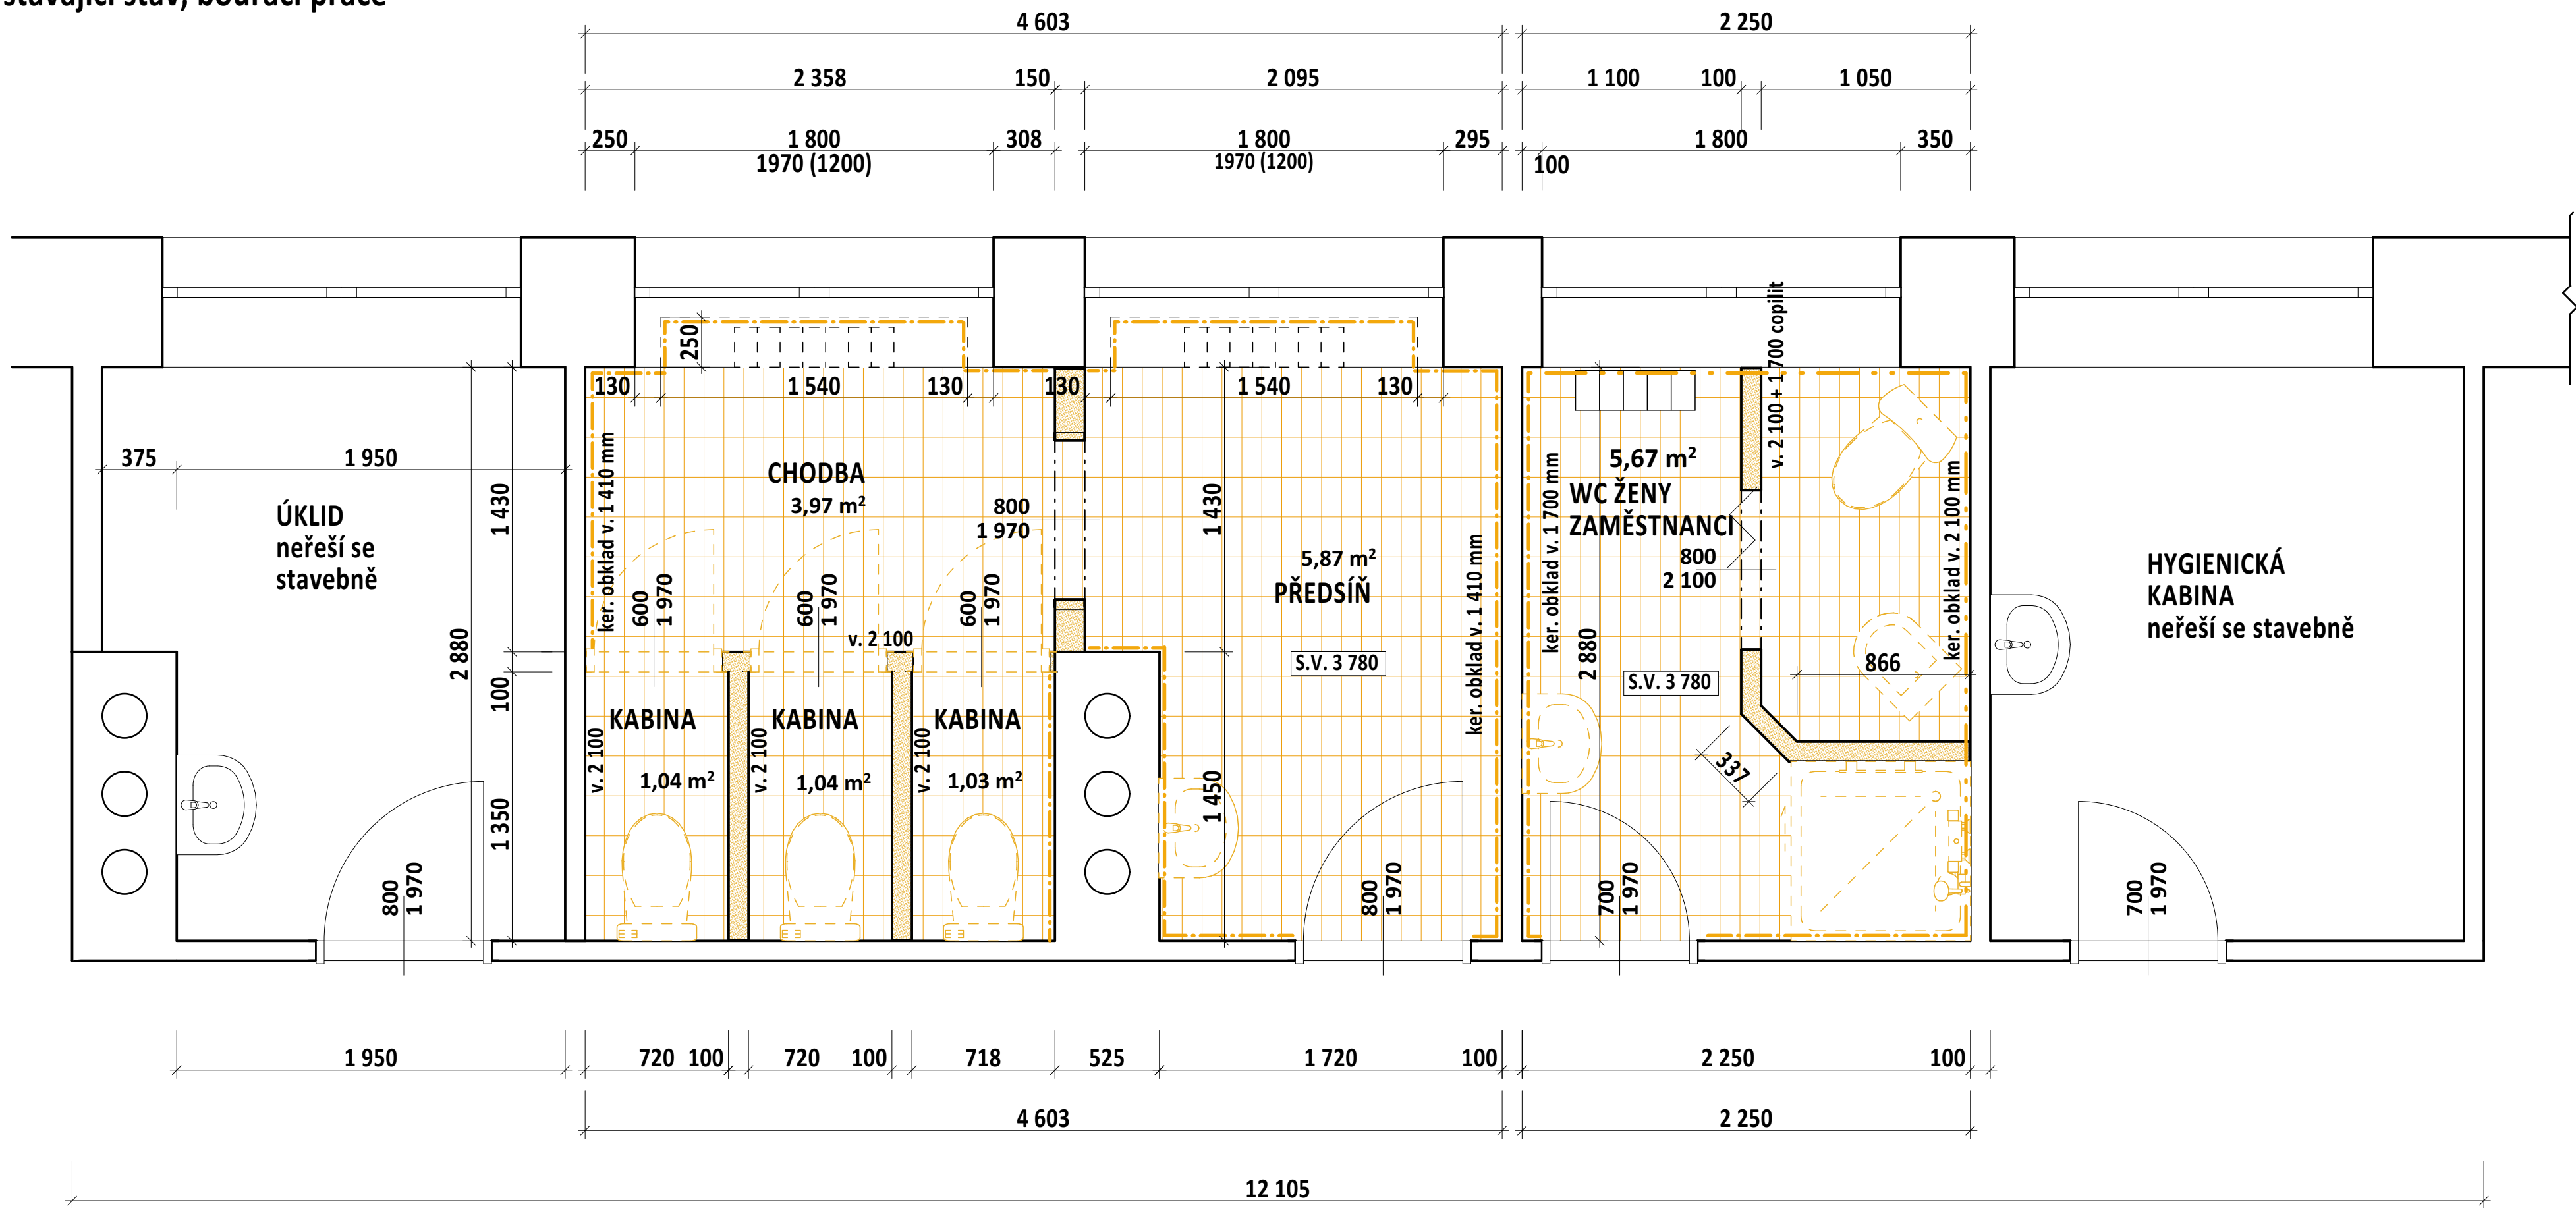 stávající stav, bourací práce
4 603
2 250
2 358
150
2 095
1 100
100
1 050
250
1 800
1970 (1200)
308
1 800
1970 (1200)
295
100
1 800
350
250
130
1 540
130
130
1 540
130
v. 2 100 + 1 700 copilit
375
1 950
ÚKLID
neřeší se
stavebně
2 880
1 430
100
1 350
ker. obklad v. 1 410 mm
CHODBA
3,97 m²
800
1 970
600
1 970
600
1 970
600
1 970
v. 2 100
KABINA
1,04 m²
v. 2 100
KABINA
1,04 m²
v. 2 100
KABINA
1,03 m²
v. 2 100
1 430
1 450
5,87 m²
PŘEDSÍŇ
S.V. 3 780
ker. obklad v. 1 410 mm
ker. obklad v. 1 700 mm
5,67 m²
WC ŽENY
ZAMĚSTNANCI
800
2 100
2 880
S.V. 3 780
866
337
ker. obklad v. 2 100 mm
HYGIENICKÁ
KABINA
neřeší se stavebně
800
1 970
800
1 970
700
1 970
700
1 970
1 950
720
100
720
100
718
525
1 720
100
2 250
100
4 603
2 250
12 105